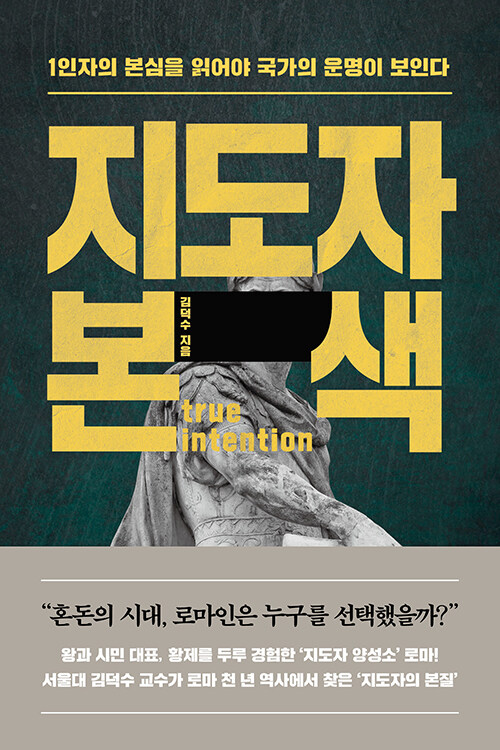 1인자의 본심을 읽어야 국가의 운명이 보인다
지도자
본색
김덕수 지음
true
intention
“혼돈의 시대, 로마인은 누구를 선택했을까?”
왕과 시민 대표, 황제를 두루 경험한 ‘지도자 양성소’ 로마!
서울대 김덕수 교수가 로마 천 년 역사에서 찾은 ‘지도자의 본질’